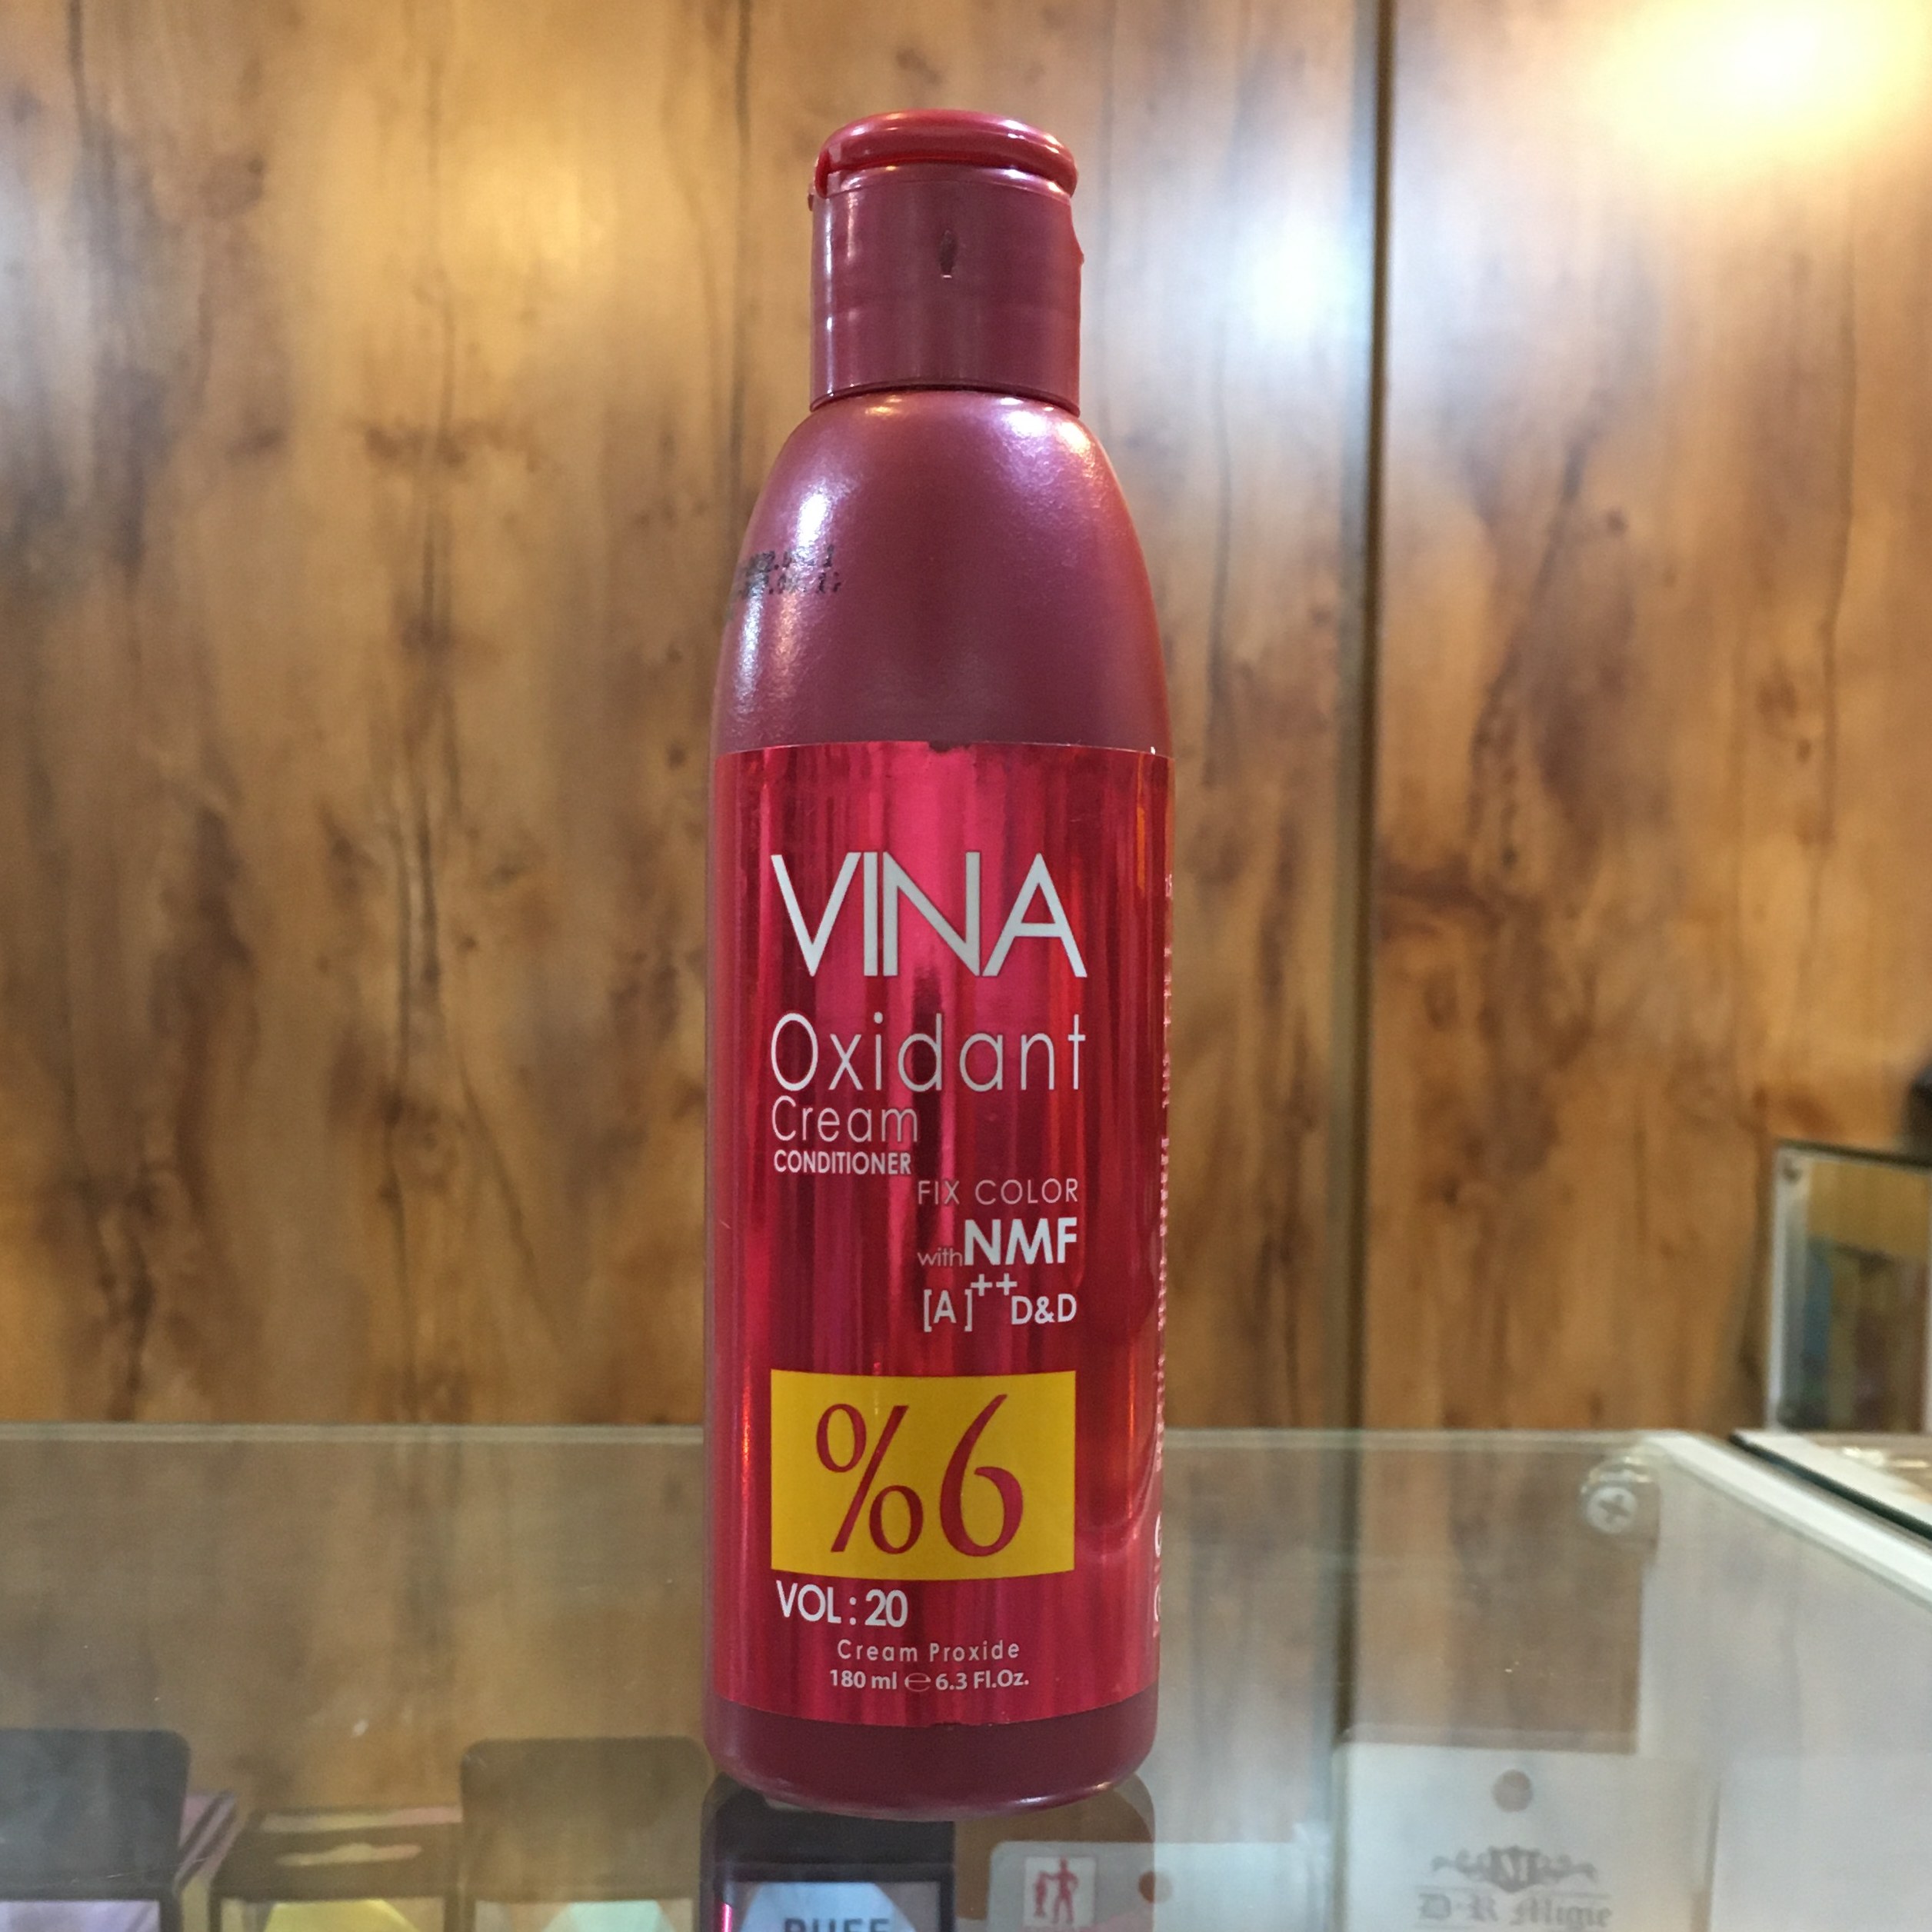 VINA
Oxidant
Cream
CONDITIONER
FIX COLOR
with NMF
[A]++ D&D
%6
VOL : 20
Cream Proxide
180 ml ℮ 6.3 Fl.Oz.
PUFF